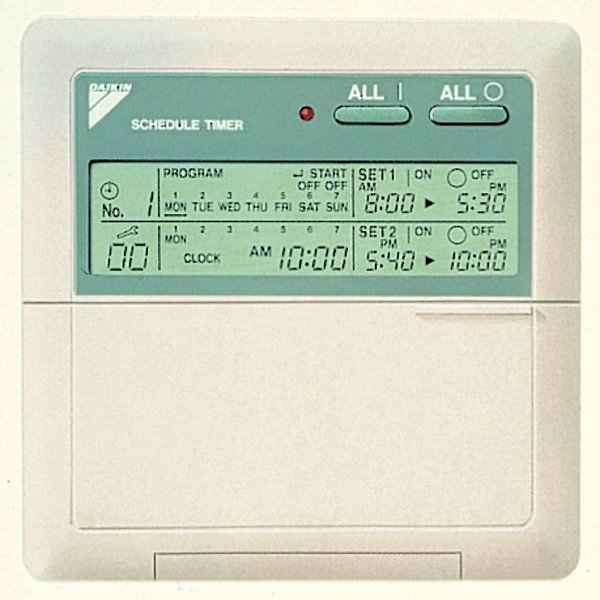 DAIKIN
SCHEDULE TIMER
ALL | ALL ○
PROGRAM ↵ START
OFF OFF
No. 1
1 2 3 4 5 6 7
MON TUE WED THU FRI SAT SUN
SET1 | ON ○ OFF
AM PM
8:00 ▶ 5:30
00
1 2 3 4 5 6 7
MON
CLOCK AM 10:00
SET2 | ON ○ OFF
PM PM
5:40 ▶ 10:00